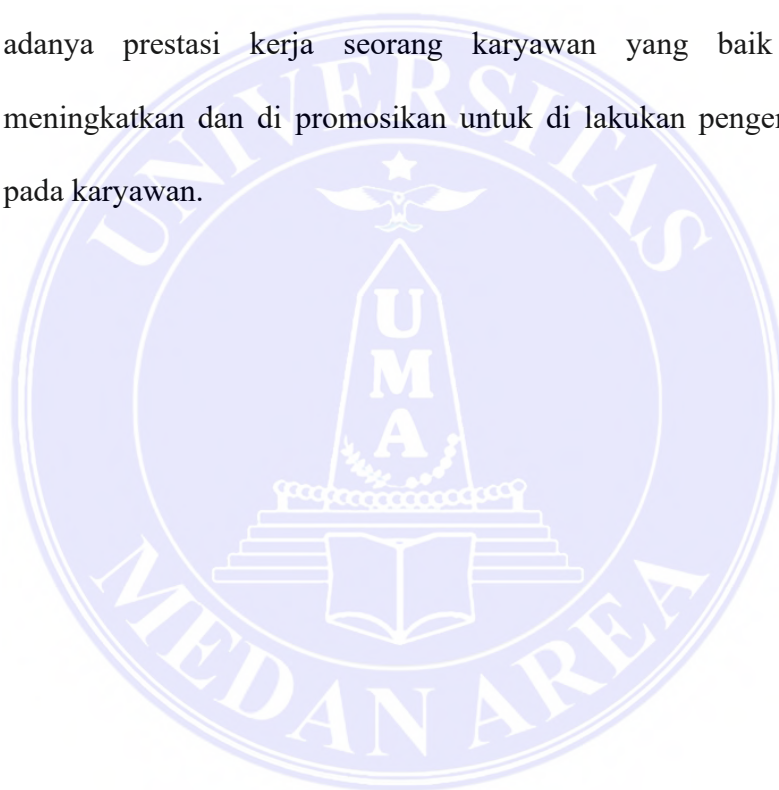 adanya prestasi kerja seorang karyawan yang baik
meningkatkan dan di promosikan untuk di lakukan
pada karyawan.
UNIVERSITAS
UMA
MEDAN AREA